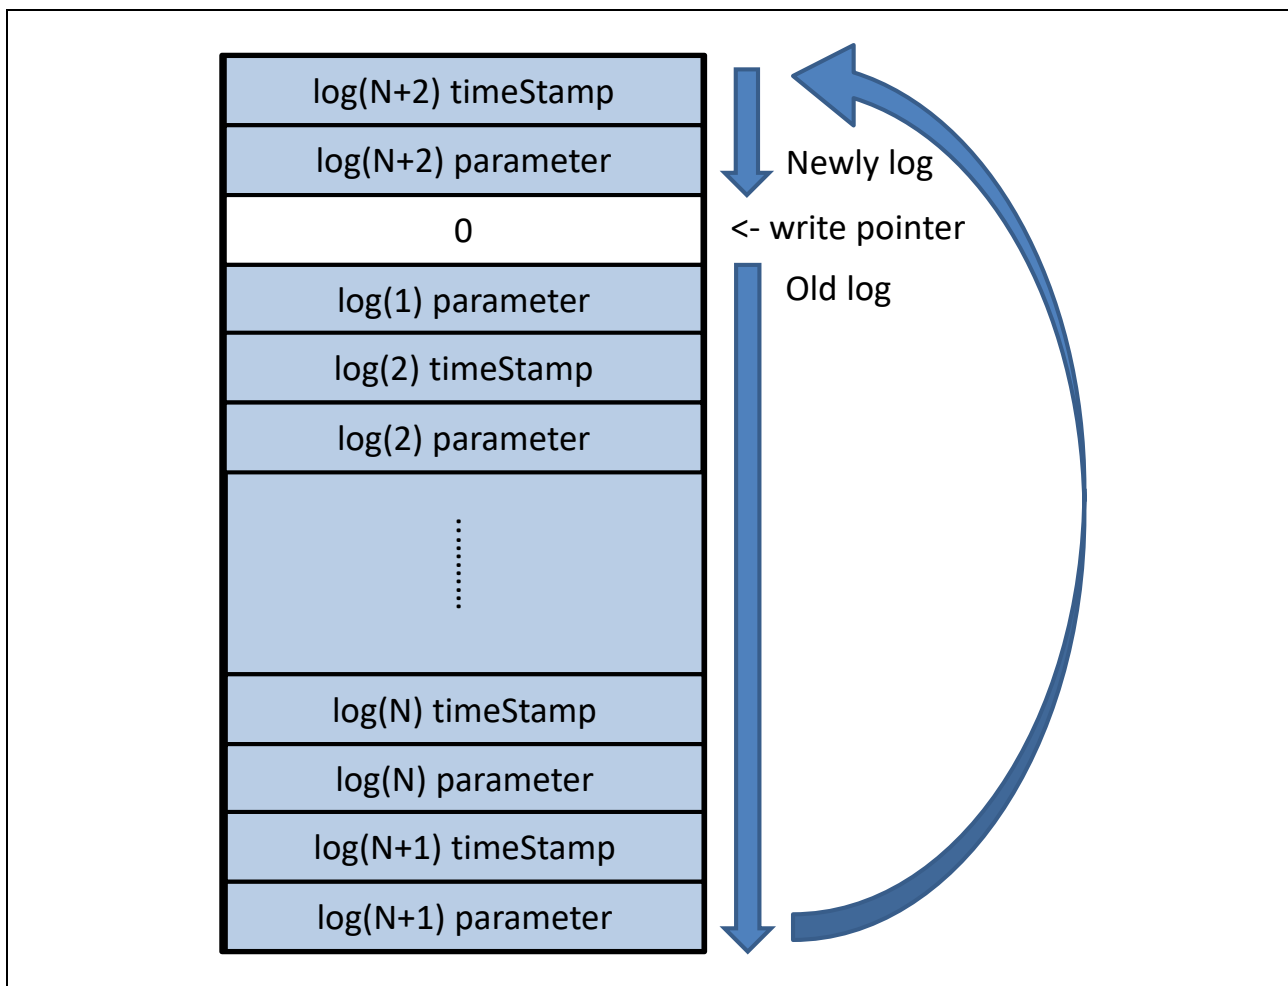 log(N+2) timeStamp
log(N+2) parameter
Newly log
0
<- write pointer
log(1) parameter
Old log
log(2) timeStamp
log(2) parameter
log(N) timeStamp
log(N) parameter
log(N+1) timeStamp
log(N+1) parameter